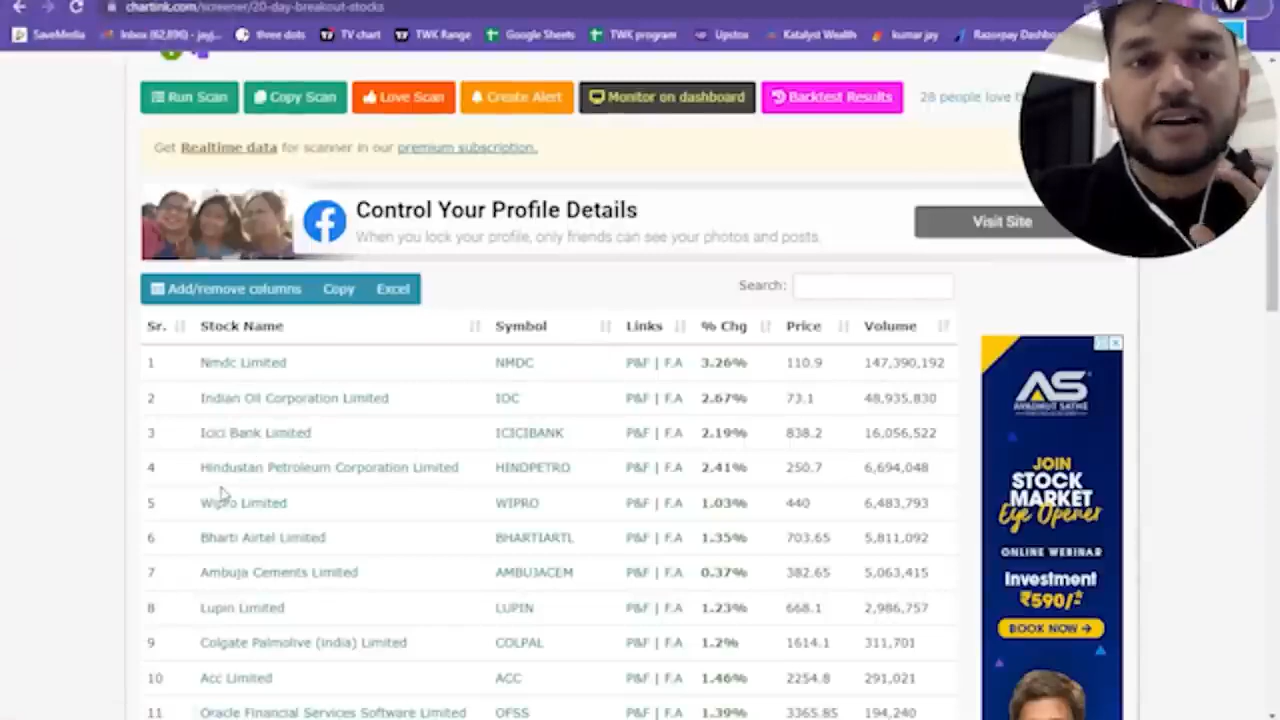 chartink.com/screener/20-day-breakout-stocks
SaveMedia
Inbox (62,890) - jayj...
three dots
TV chart
TWK Range
Google Sheets
TWK program
Upstox
Katalyst Wealth
kumar jay
Razorpay Dashbo
Run Scan
Copy Scan
Love Scan
Create Alert
Monitor on dashboard
Backtest Results
28 people love
Get Realtime data for scanner in our premium subscription.
Control Your Profile Details
When you lock your profile, only friends can see your photos and posts.
Visit Site
Add/remove columns Copy Excel
Search:
Sr. Stock Name Symbol Links % Chg Price Volume
1 Nmdc Limited NMDC P&F | F.A 3.26% 110.9 147,390,192
2 Indian Oil Corporation Limited IOC P&F | F.A 2.67% 73.1 48,935,830
3 Icici Bank Limited ICICIBANK P&F | F.A 2.19% 838.2 16,056,522
4 Hindustan Petroleum Corporation Limited HINDPETRO P&F | F.A 2.41% 250.7 6,694,048
5 Wipro Limited WIPRO P&F | F.A 1.03% 440 6,483,793
6 Bharti Airtel Limited BHARTIARTL P&F | F.A 1.35% 703.65 5,811,092
7 Ambuja Cements Limited AMBUJACEM P&F | F.A 0.37% 382.65 5,063,415
8 Lupin Limited LUPIN P&F | F.A 1.23% 668.1 2,986,757
9 Colgate Palmolive (india) Limited COLPAL P&F | F.A 1.2% 1614.1 311,701
10 Acc Limited ACC P&F | F.A 1.46% 2254.8 291,021
11 Oracle Financial Services Software Limited OFSS P&F | F.A 1.39% 3365.85 194,240
AS
AVADHUT SATHE
JOIN
STOCK
MARKET
Eye Opener
ONLINE WEBINAR
Investment
₹590/-*
BOOK NOW →